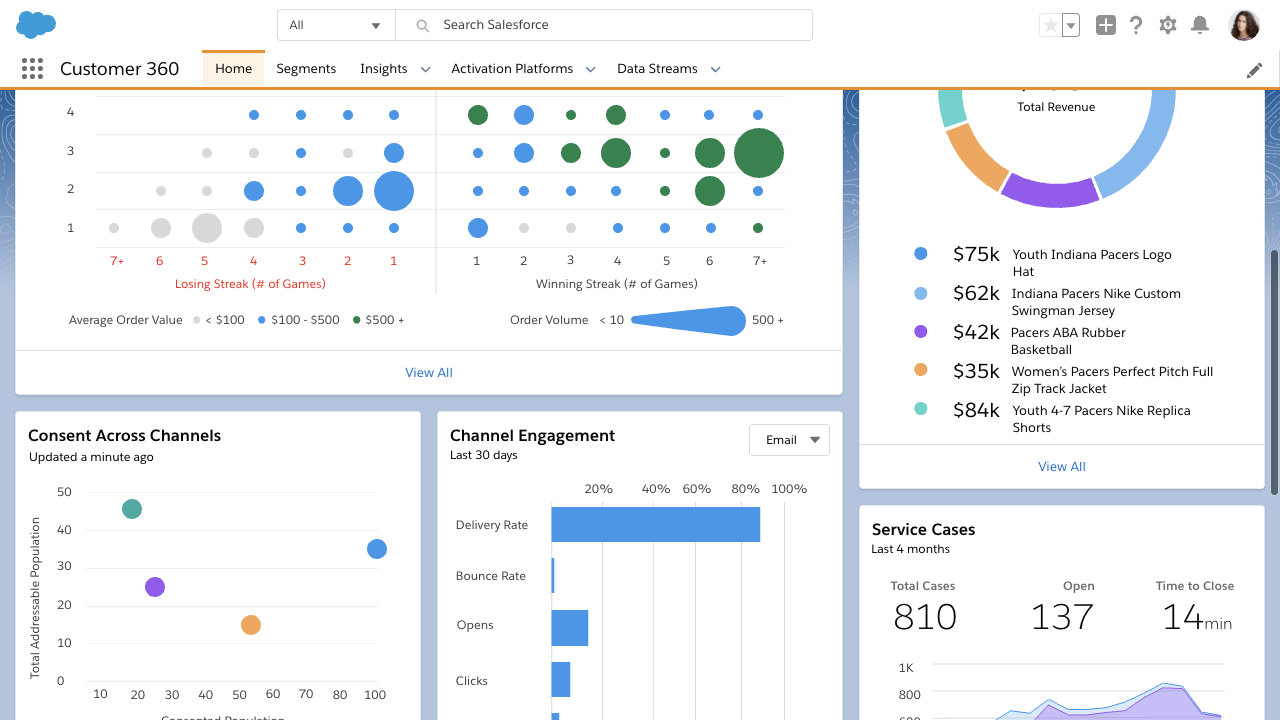 All
Search Salesforce
Customer 360
Home
Segments
Insights
Activation Platforms
Data Streams
4
3
2
1
7+ 6 5 4 3 2 1 1 2 3 4 5 6 7+
Losing Streak (# of Games)
Winning Streak (# of Games)
Average Order Value < $100 $100 - $500 $500 +
Order Volume < 10 500 +
View All
Total Revenue
$75k Youth Indiana Pacers Logo
Hat
$62k Indiana Pacers Nike Custom
Swingman Jersey
$42k Pacers ABA Rubber
Basketball
$35k Women's Pacers Perfect Pitch Full
Zip Track Jacket
$84k Youth 4-7 Pacers Nike Replica
Shorts
View All
Consent Across Channels
Updated a minute ago
Total Addressable Population
50
40
30
20
10
0
10 20 30 40 50 60 70 80 100
Consented Population
Channel Engagement
Last 30 days
Email
20% 40% 60% 80% 100%
Delivery Rate
Bounce Rate
Opens
Clicks
Service Cases
Last 4 months
Total Cases Open Time to Close
810 137 14min
1K
800
600